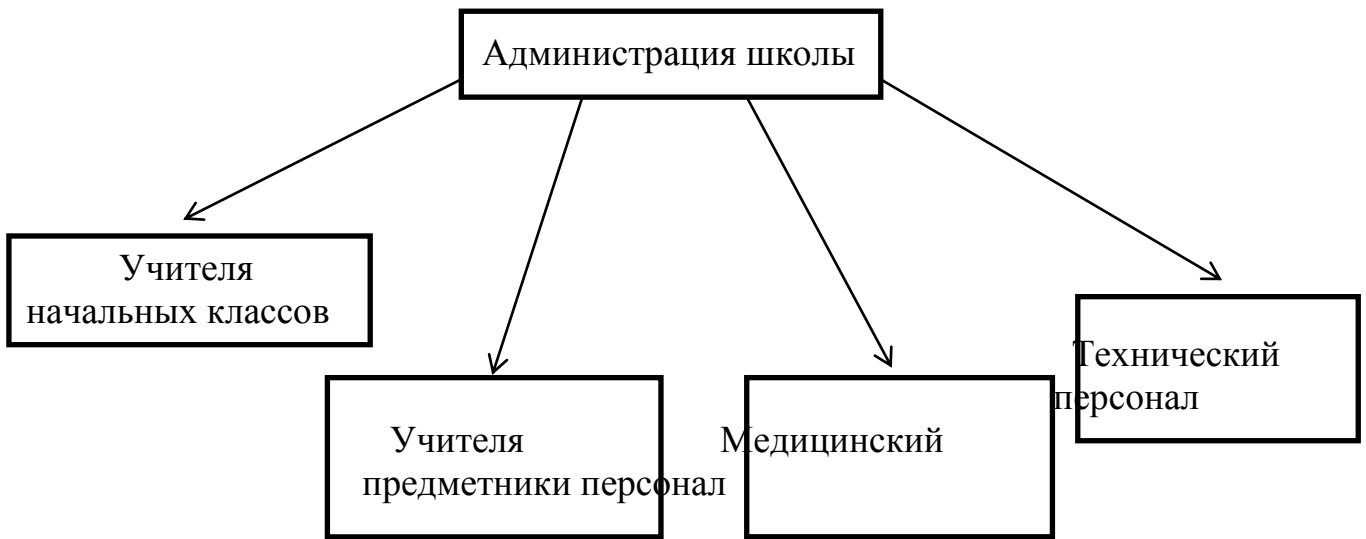 Администрация школы
Учителя
начальных классов
Технический
персонал
Учителя
Медицинский
предметники персонал